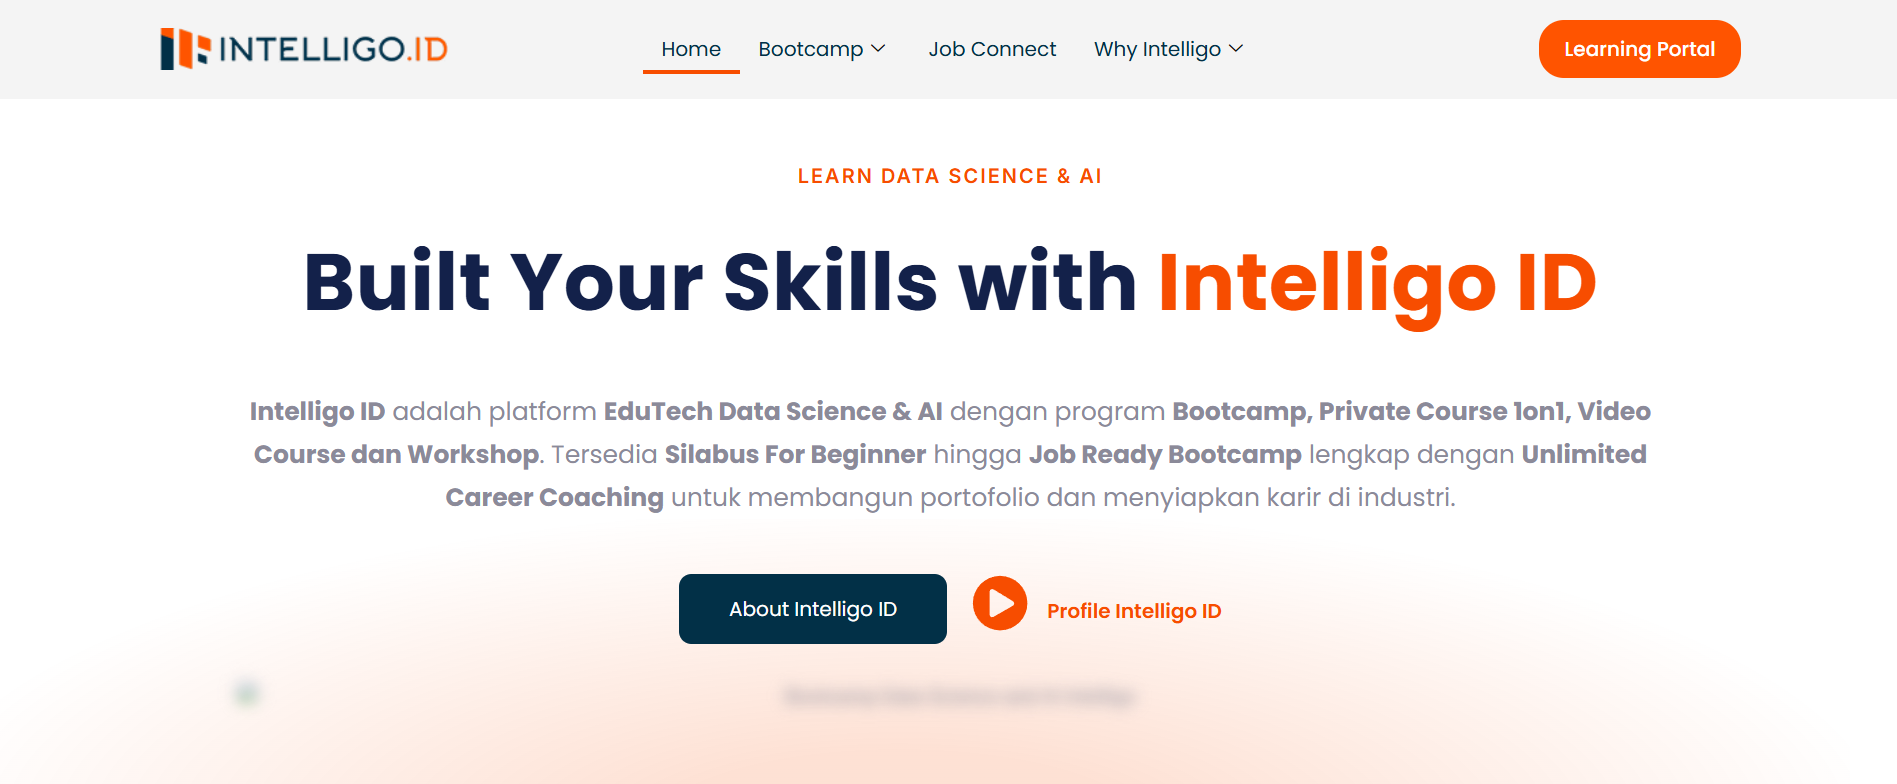 INTELLIGO.ID
Home
Bootcamp
Job Connect
Why Intelligo
Learning Portal
LEARN DATA SCIENCE & AI
Built Your Skills with Intelligo ID
Intelligo ID adalah platform EduTech Data Science & AI dengan program Bootcamp, Private Course 1on1, Video
Course dan Workshop. Tersedia Silabus For Beginner hingga Job Ready Bootcamp lengkap dengan Unlimited
Career Coaching untuk membangun portofolio dan menyiapkan karir di industri.
About Intelligo ID
Profile Intelligo ID